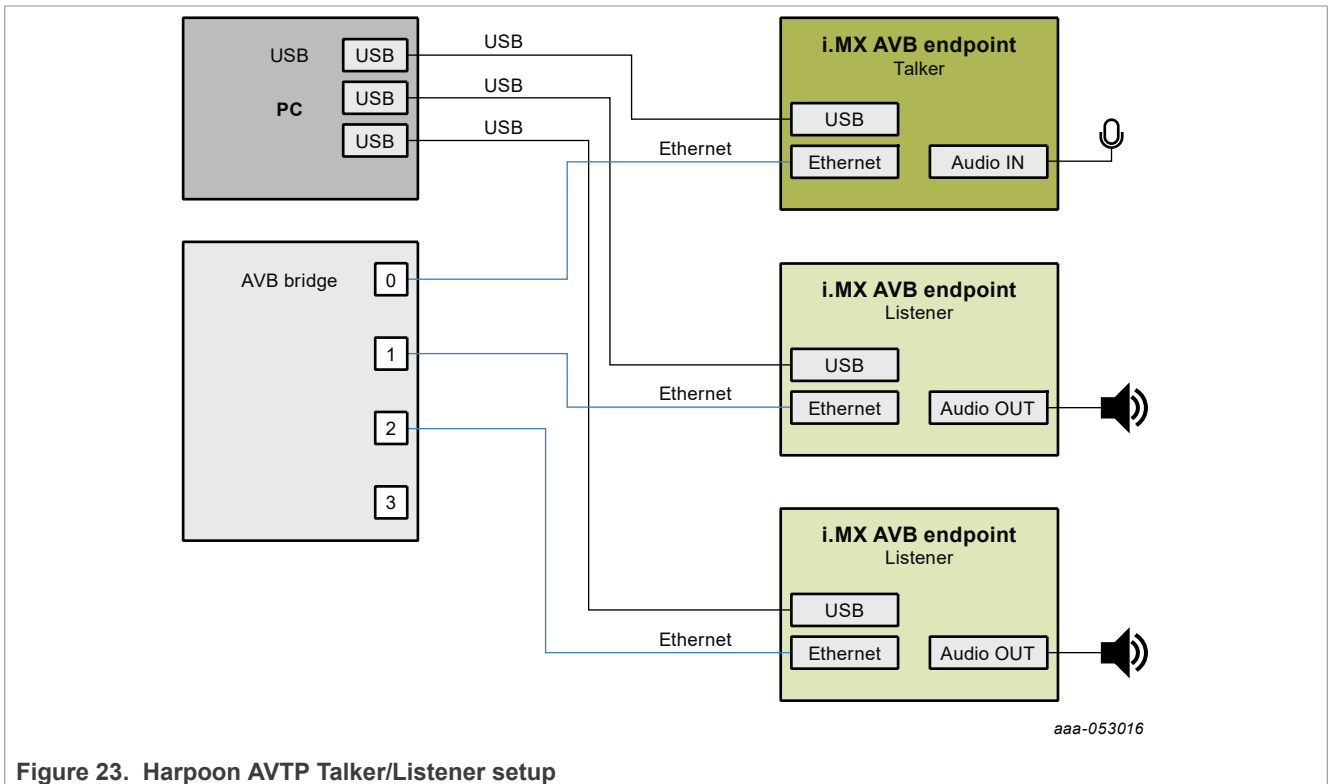 USB
USB
USB
i.MX AVB endpoint
Talker
USB
USB
PC
USB
USB
USB
USB
Ethernet
Ethernet
Audio IN
AVB bridge
0
i.MX AVB endpoint
Listener
1
USB
Ethernet
Ethernet
Audio OUT
2
3
i.MX AVB endpoint
Listener
USB
Ethernet
Ethernet
Audio OUT
aaa-053016
Figure 23. Harpoon AVTP Talker/Listener setup